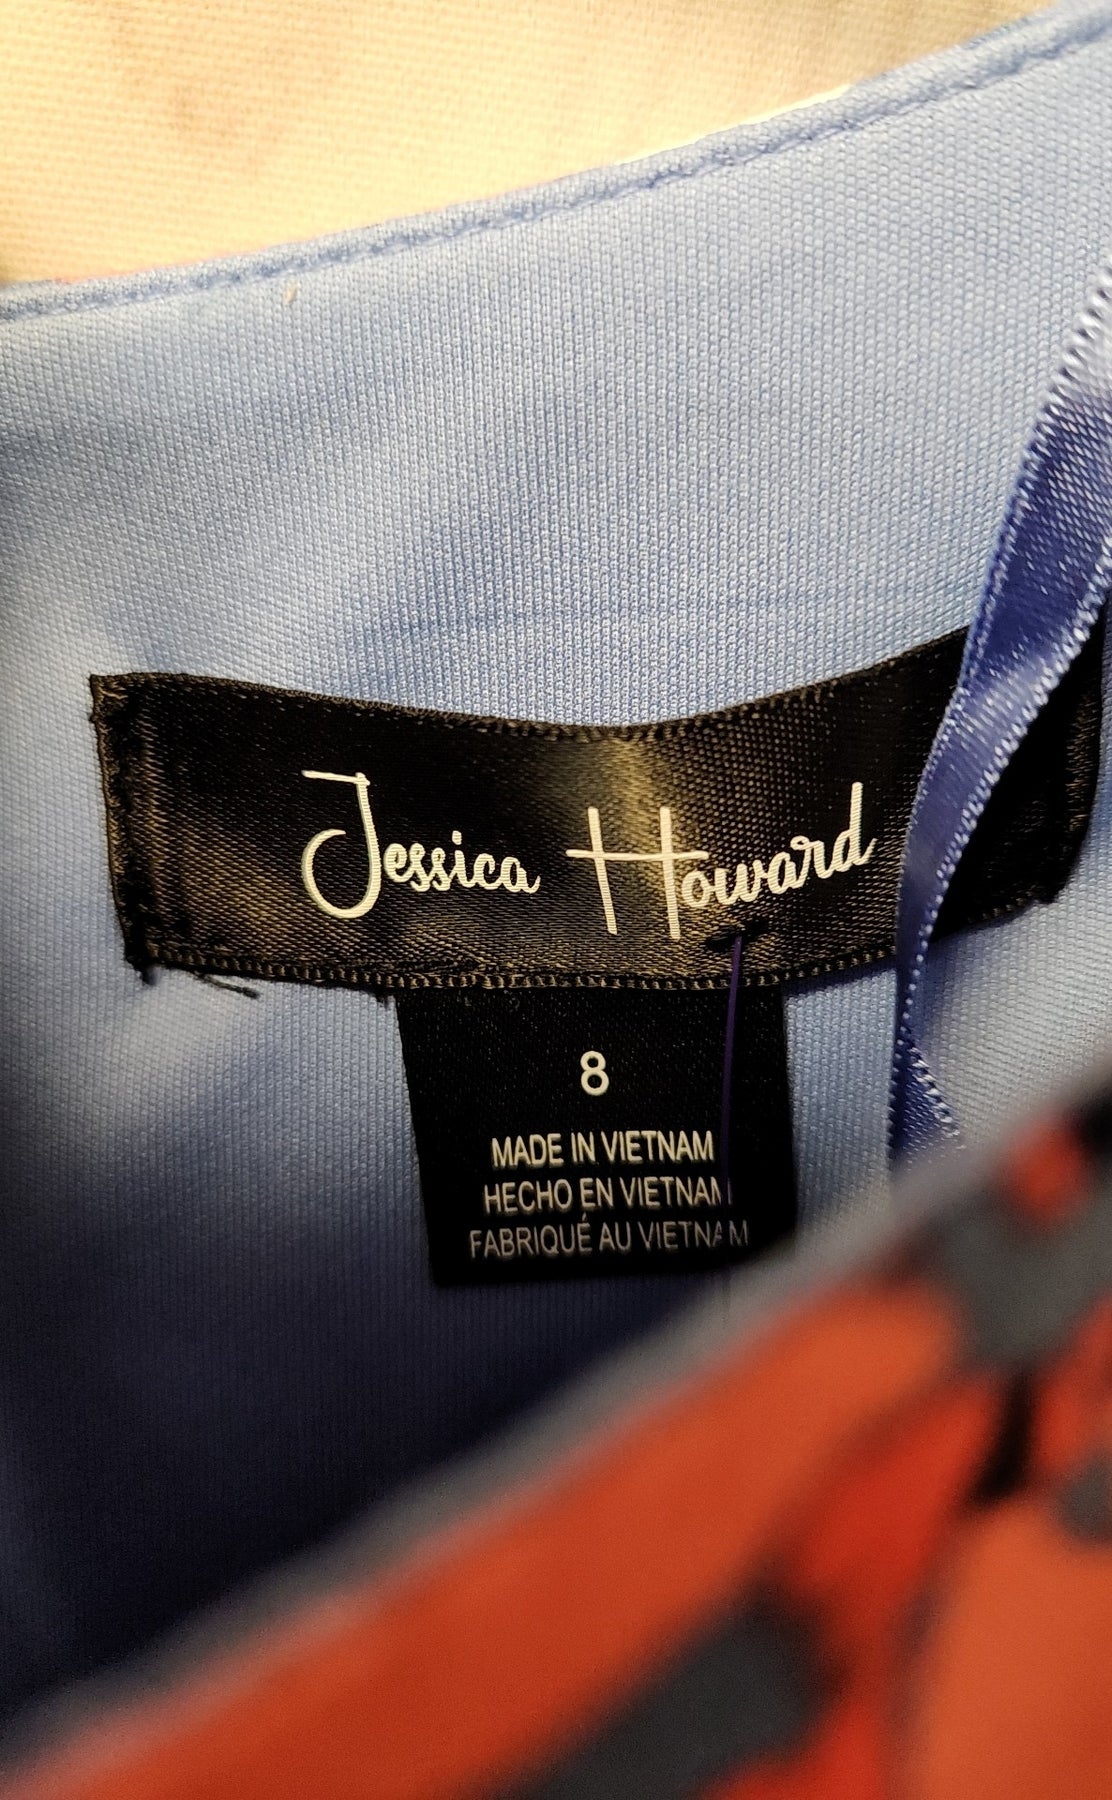 Jessica Howard
8
MADE IN VIETNAM
HECHO EN VIETNAM
FABRIQUÉ AU VIETNAM